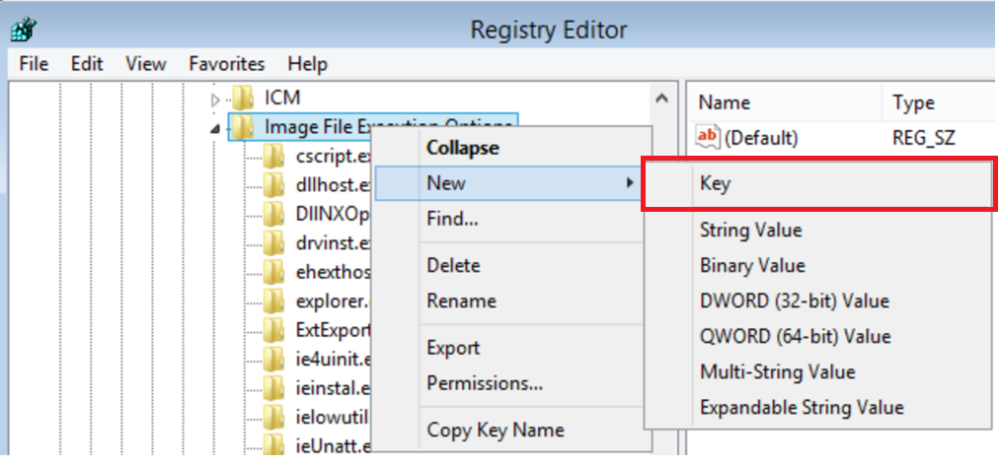 Registry Editor
File Edit View Favorites Help
ICM
Image File Execution Options
cscript.ex
dllhost.ex
DllNXOp
drvinst.ex
ehexthos
explorer.
ExtExport
ie4uinit.e
ieinstal.e
ielowutil
ieUnatt.e
Collapse
New
Find...
Delete
Rename
Export
Permissions...
Copy Key Name
Name Type
ab (Default) REG_SZ
Key
String Value
Binary Value
DWORD (32-bit) Value
QWORD (64-bit) Value
Multi-String Value
Expandable String Value